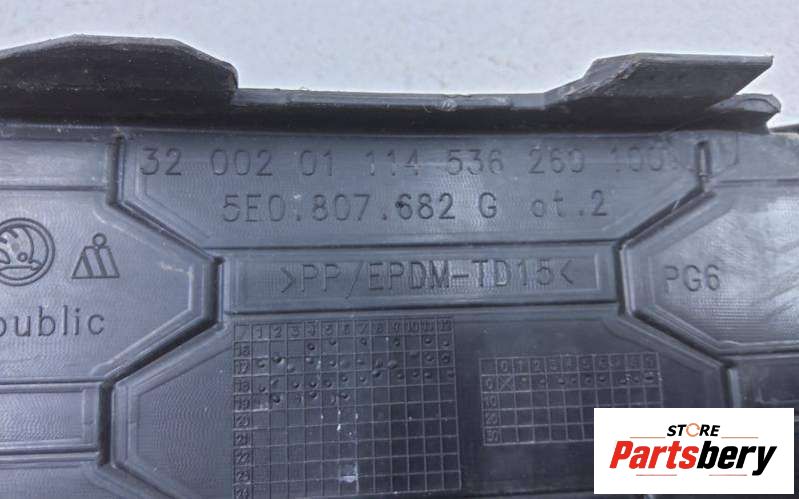 32 002 01 114 536 260 100
5E0.807.682 G ot.2
>PP/EPDM-TD15<
PG6
public
STORE
Partsbery